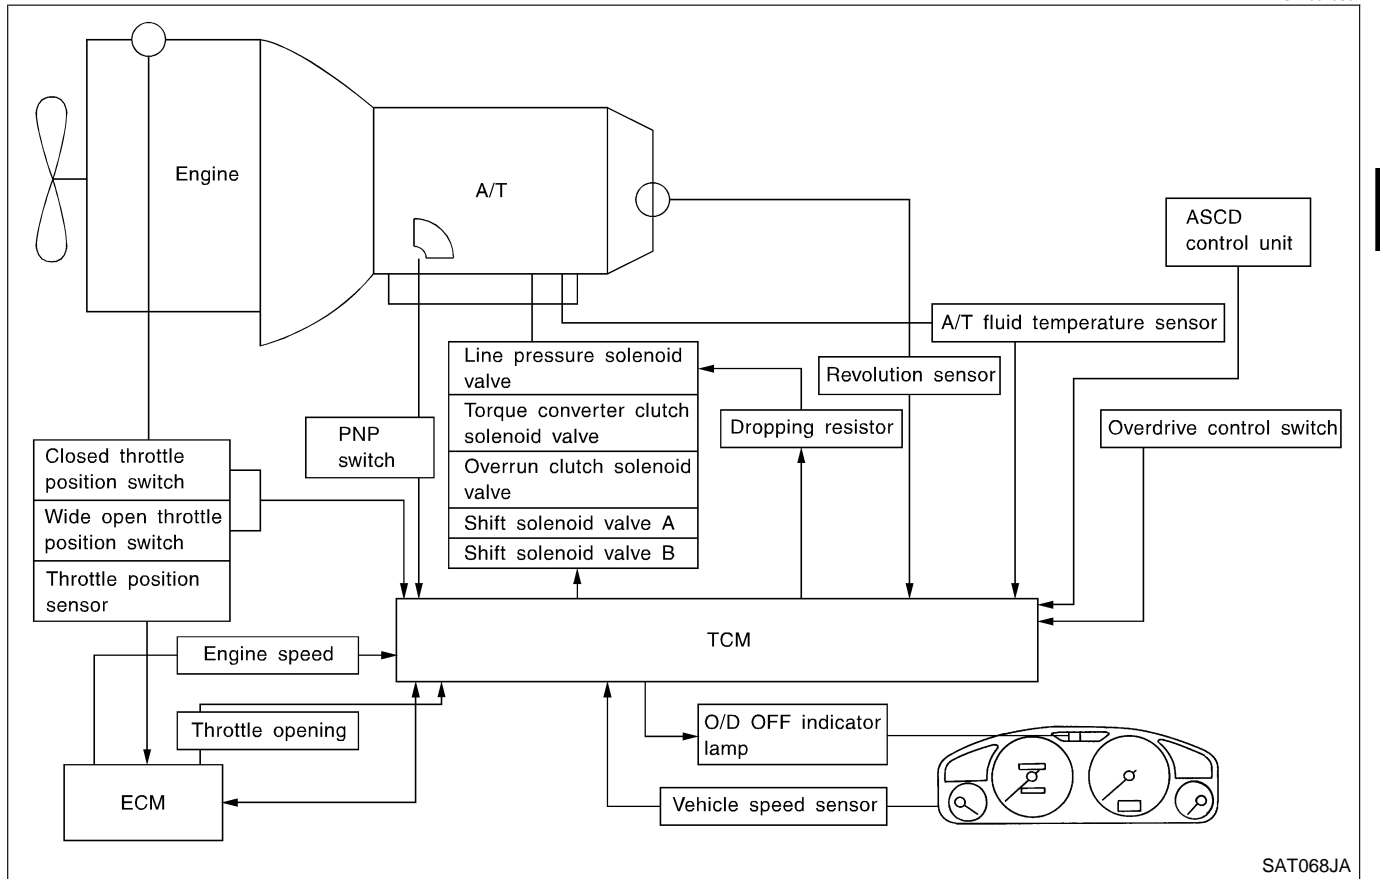 Engine
A/T
ASCD
control unit
A/T fluid temperature sensor
Line pressure solenoid
valve
Revolution sensor
Torque converter clutch
solenoid valve
Dropping resistor
Overdrive control switch
PNP
switch
Closed throttle
position switch
Overrun clutch solenoid
valve
Wide open throttle
position switch
Shift solenoid valve A
Shift solenoid valve B
Throttle position
sensor
TCM
Engine speed
Throttle opening
O/D OFF indicator
lamp
ECM
Vehicle speed sensor
SAT068JA